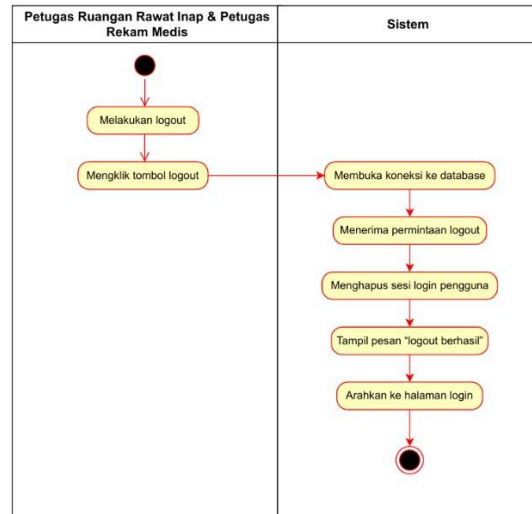 Petugas Ruangan Rawat Inap & Petugas
Rekam Medis
Sistem
Melakukan logout
Mengklik tombol logout
Membuka koneksi ke database
Menerima permintaan logout
Menghapus sesi login pengguna
Tampil pesan “logout berhasil”
Arahkan ke halaman login